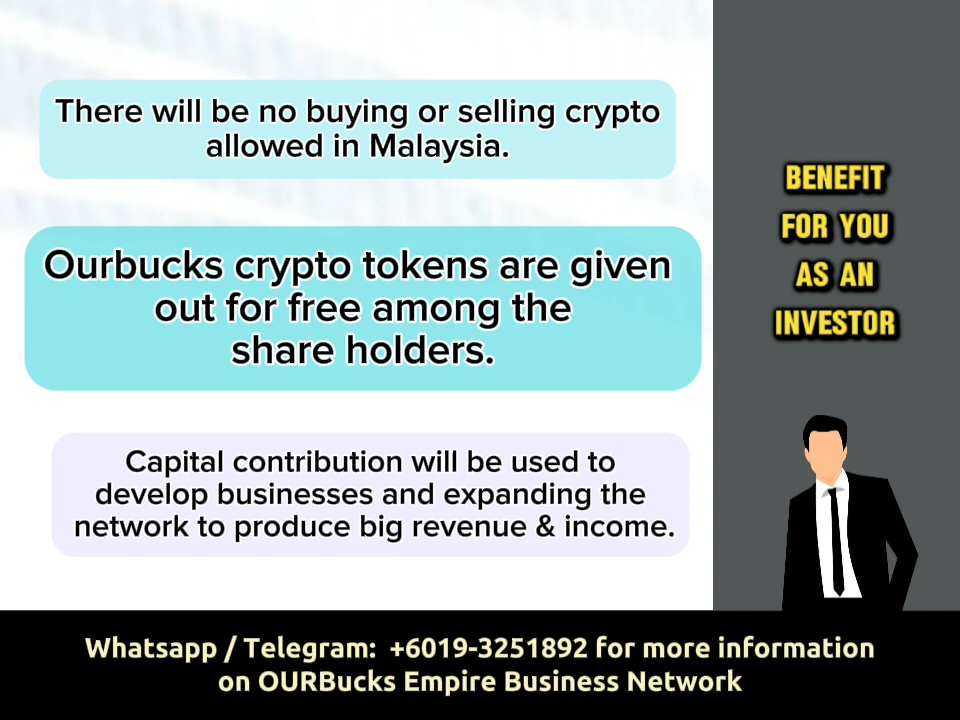 There will be no buying or selling crypto
allowed in Malaysia.
Ourbucks crypto tokens are given
out for free among the
share holders.
Capital contribution will be used to
develop businesses and expanding the
network to produce big revenue & income.
BENEFIT
FOR YOU
AS AN
INVESTOR
Whatsapp / Telegram: +6019-3251892 for more information
on OURBucks Empire Business Network